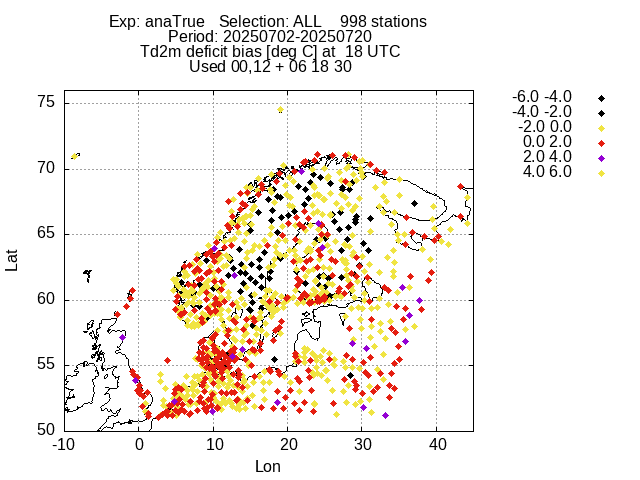 Exp: anaTrue   Selection: ALL    998 stations
Period: 20250702-20250720
Td2m deficit bias [deg C] at  18 UTC
Used 00,12 + 06 18 30
-6.0 -4.0
-4.0 -2.0
-2.0 0.0
0.0 2.0
2.0 4.0
4.0 6.0
75
70
65
60
55
50
Lat
-10 0 10 20 30 40
Lon